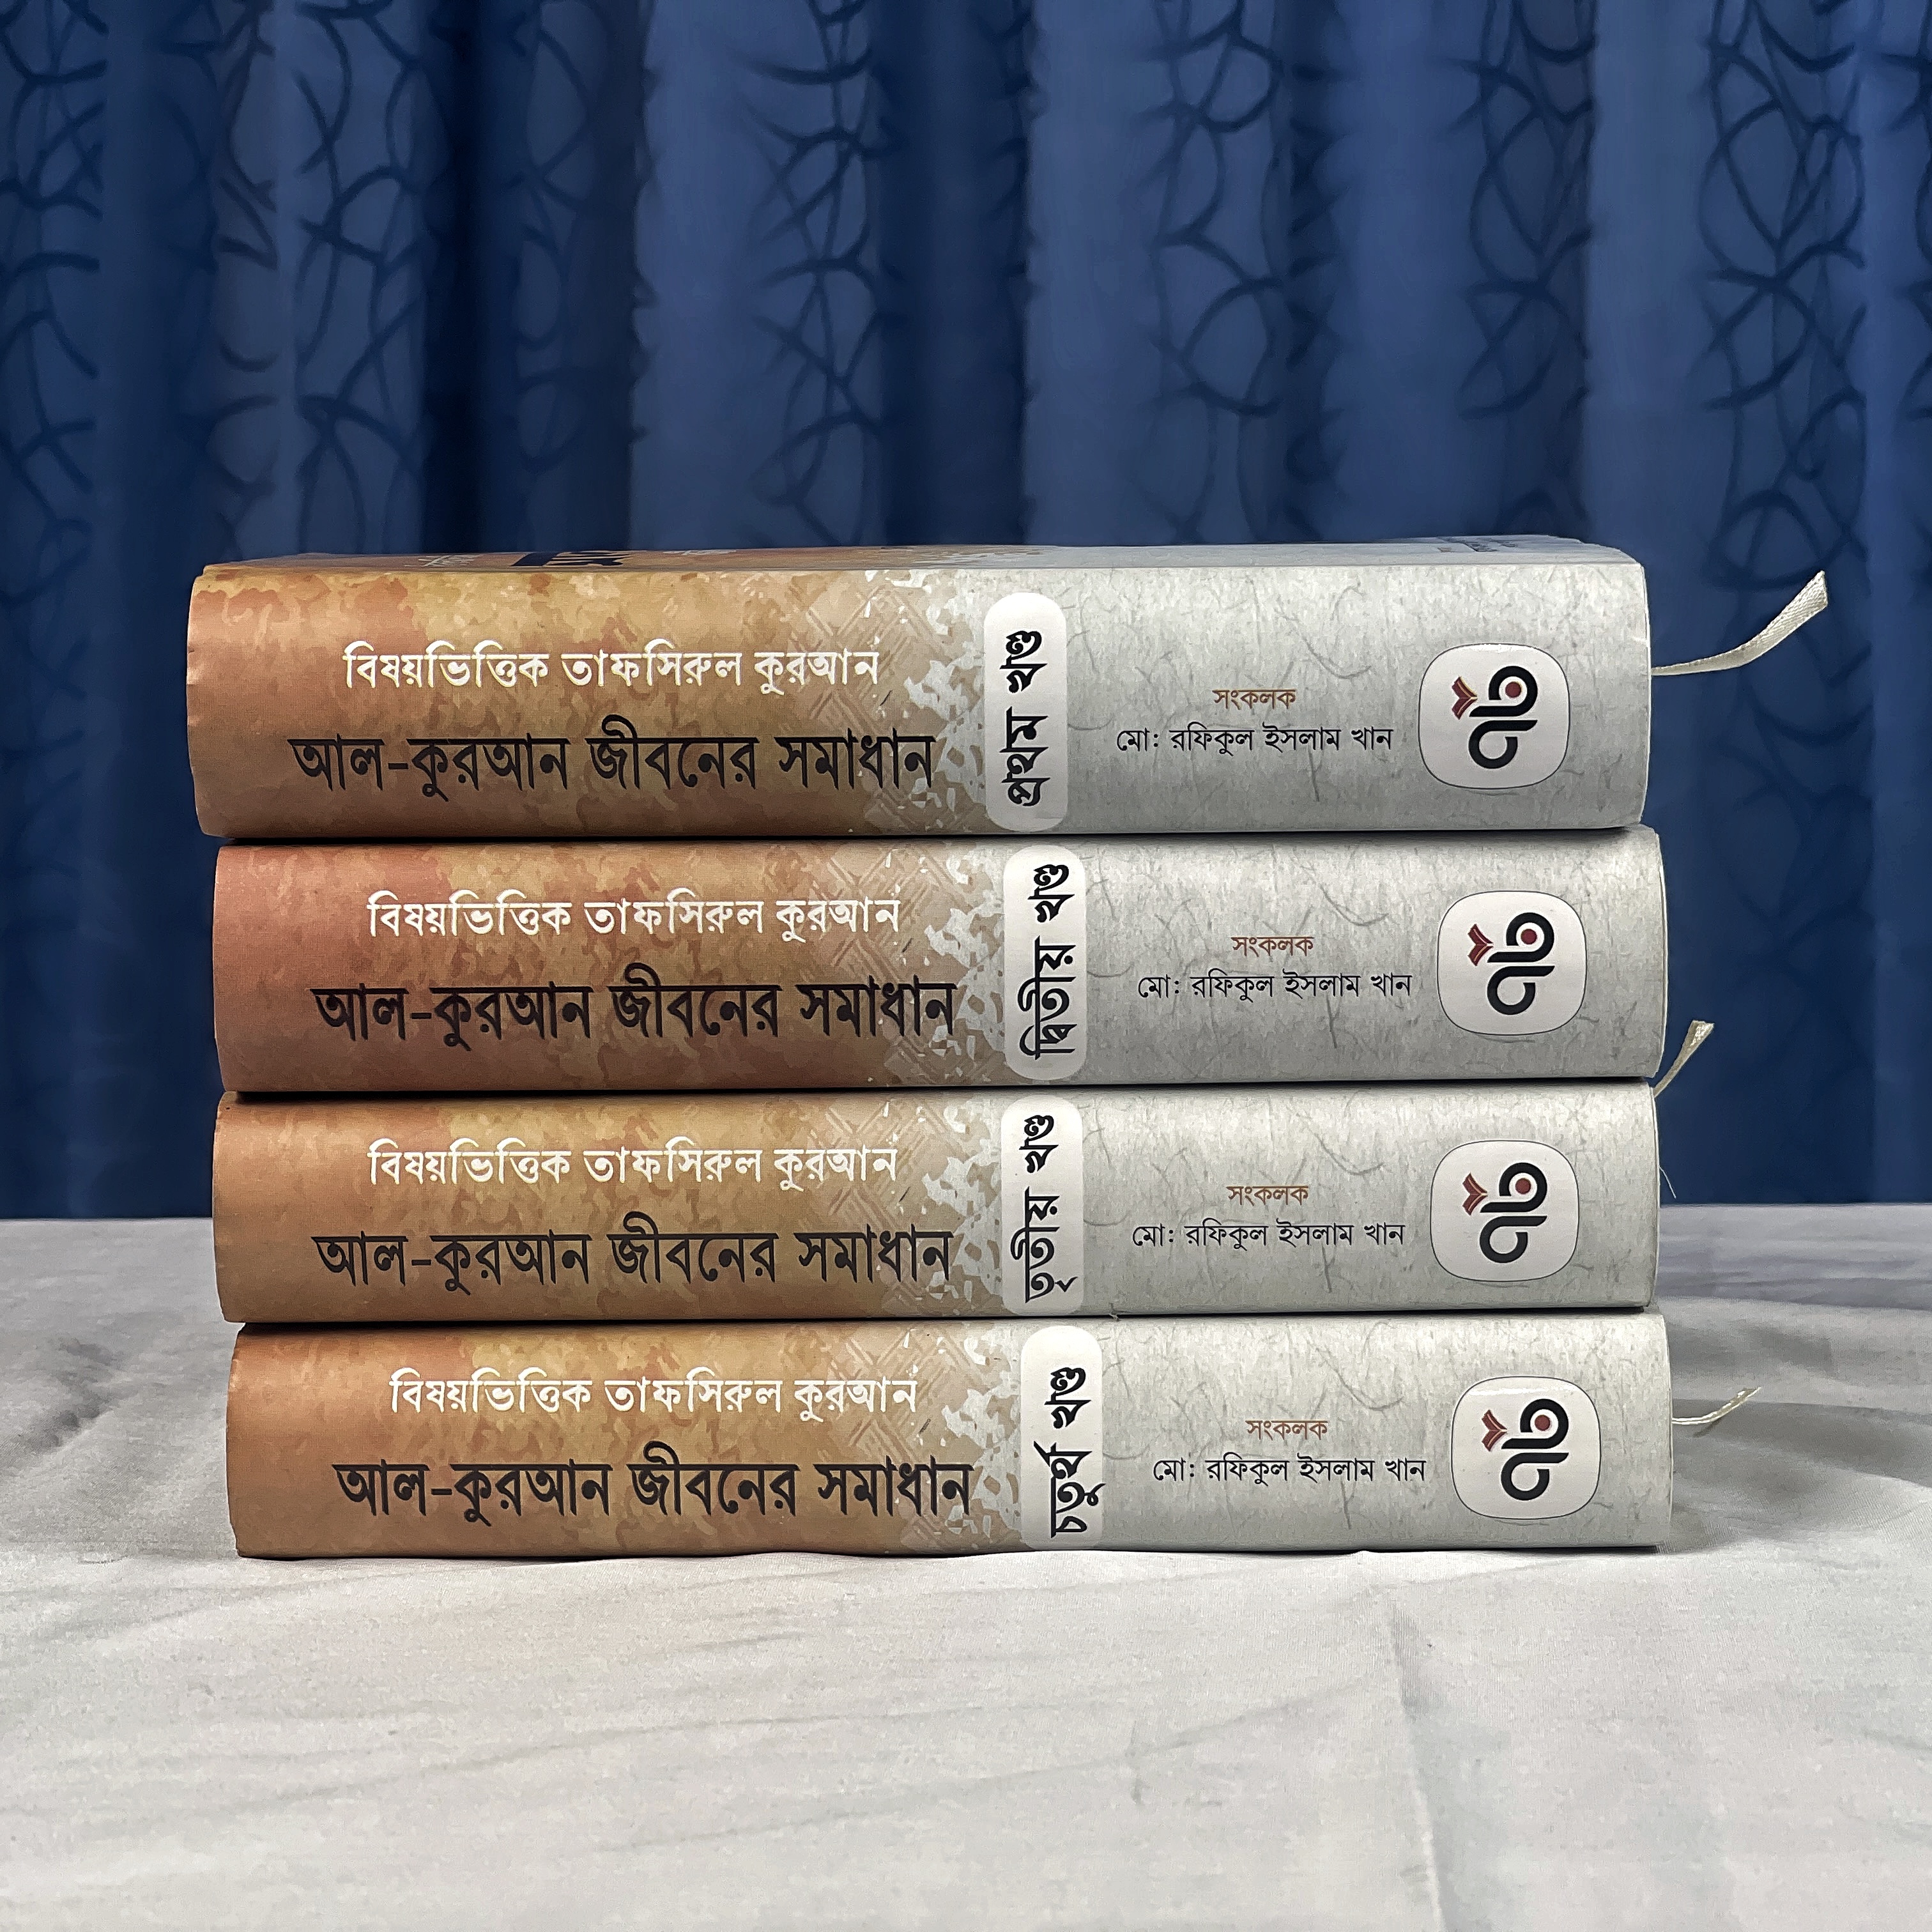 বিষয়ভিত্তিক তাফসিরুল কুরআন
আল-কুরআন জীবনের সমাধান
প্রথম খণ্ড
সংকলক
মো: রফিকুল ইসলাম খান
বিষয়ভিত্তিক তাফসিরুল কুরআন
আল-কুরআন জীবনের সমাধান
দ্বিতীয় খণ্ড
সংকলক
মো: রফিকুল ইসলাম খান
বিষয়ভিত্তিক তাফসিরুল কুরআন
আল-কুরআন জীবনের সমাধান
তৃতীয় খণ্ড
সংকলক
মো: রফিকুল ইসলাম খান
বিষয়ভিত্তিক তাফসিরুল কুরআন
আল-কুরআন জীবনের সমাধান
চতুর্থ খণ্ড
সংকলক
মো: রফিকুল ইসলাম খান